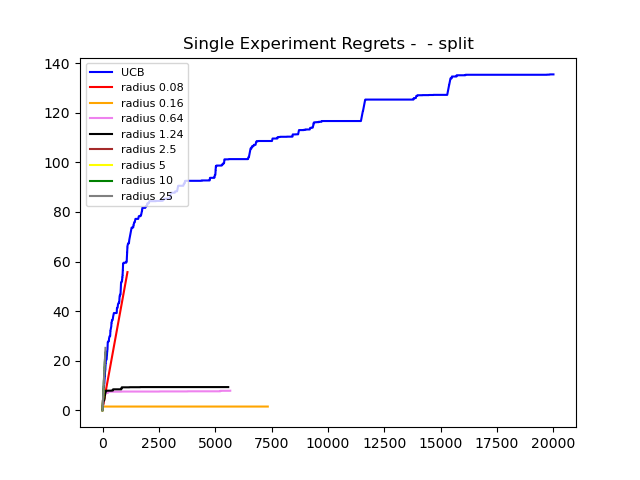 Single Experiment Regrets -  - split
140
120
100
80
60
40
20
0
UCB
radius 0.08
radius 0.16
radius 0.64
radius 1.24
radius 2.5
radius 5
radius 10
radius 25
0 2500 5000 7500 10000 12500 15000 17500 20000